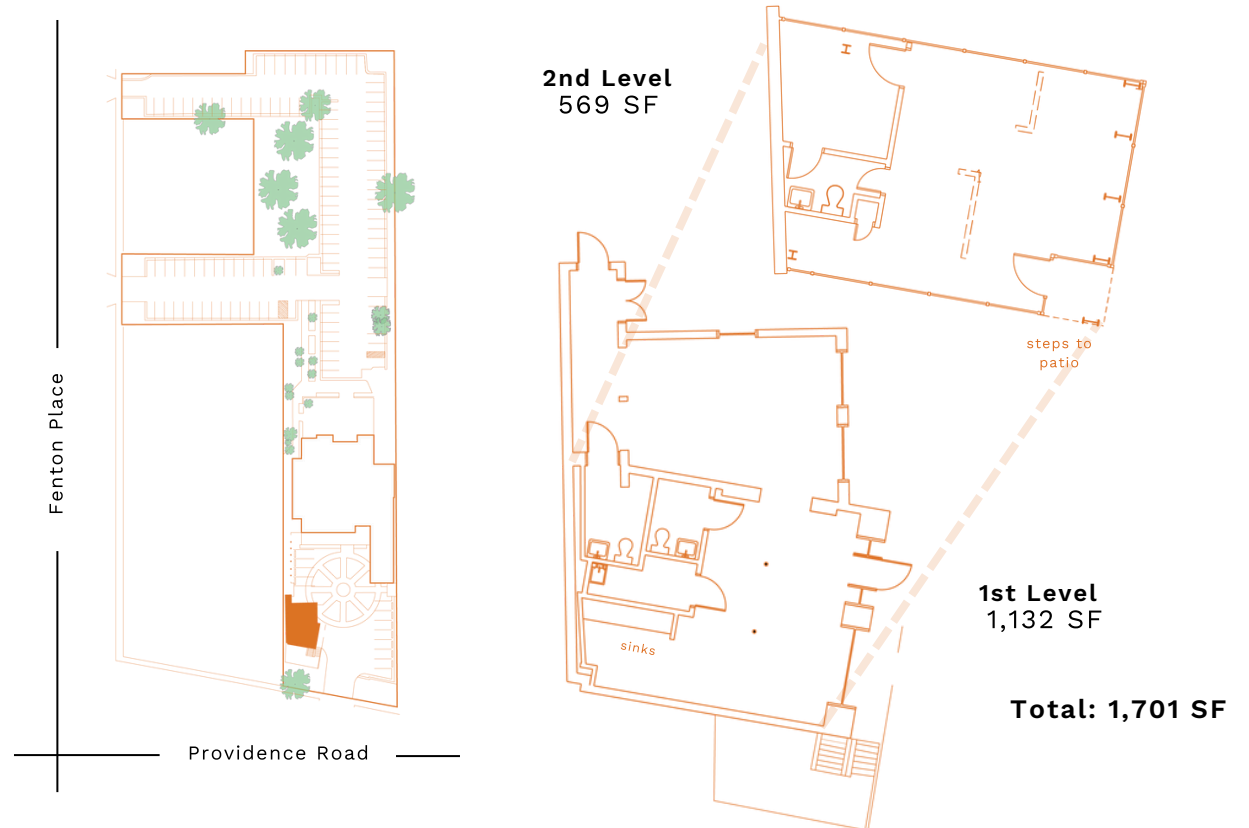 2nd Level
569 SF
steps to
patio
Fenton Place
1st Level
1,132 SF
sinks
Total: 1,701 SF
Providence Road